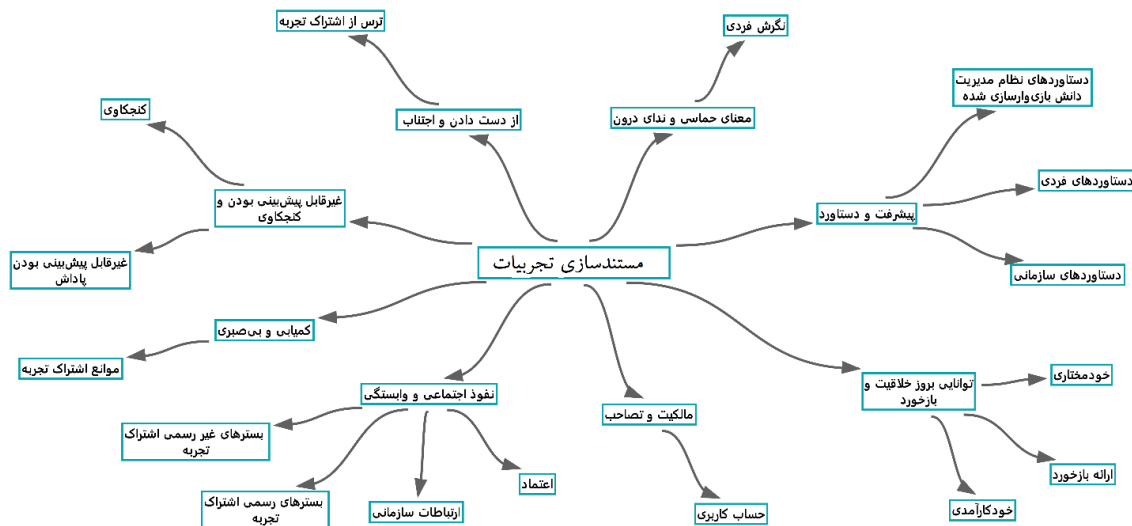 ترس از اشتراک تجربه
نگرش فردی
دستاوردهای نظام مدیریت
دانش بازی‌وارسازی شده
کنجکاوی
از دست دادن و اجتناب
معنای حماسی و ندای درون
دستاوردهای فردی
غیرقابل پیش‌بینی بودن و
کنجکاوی
پیشرفت و دستاورد
غیرقابل پیش‌بینی بودن
پاداش
مستندسازی تجربیات
دستاوردهای سازمانی
کمیابی و بی‌صبری
موانع اشتراک تجربه
خودمختاری
نفوذ اجتماعی و وابستگی
توانایی بروز خلاقیت و
بازخورد
مالکیت و تصاحب
بسترهای غیر رسمی اشتراک
تجربه
ارائه بازخورد
اعتماد
بسترهای رسمی اشتراک
تجربه
ارتباطات سازمانی
حساب کاربری
خودکارآمدی